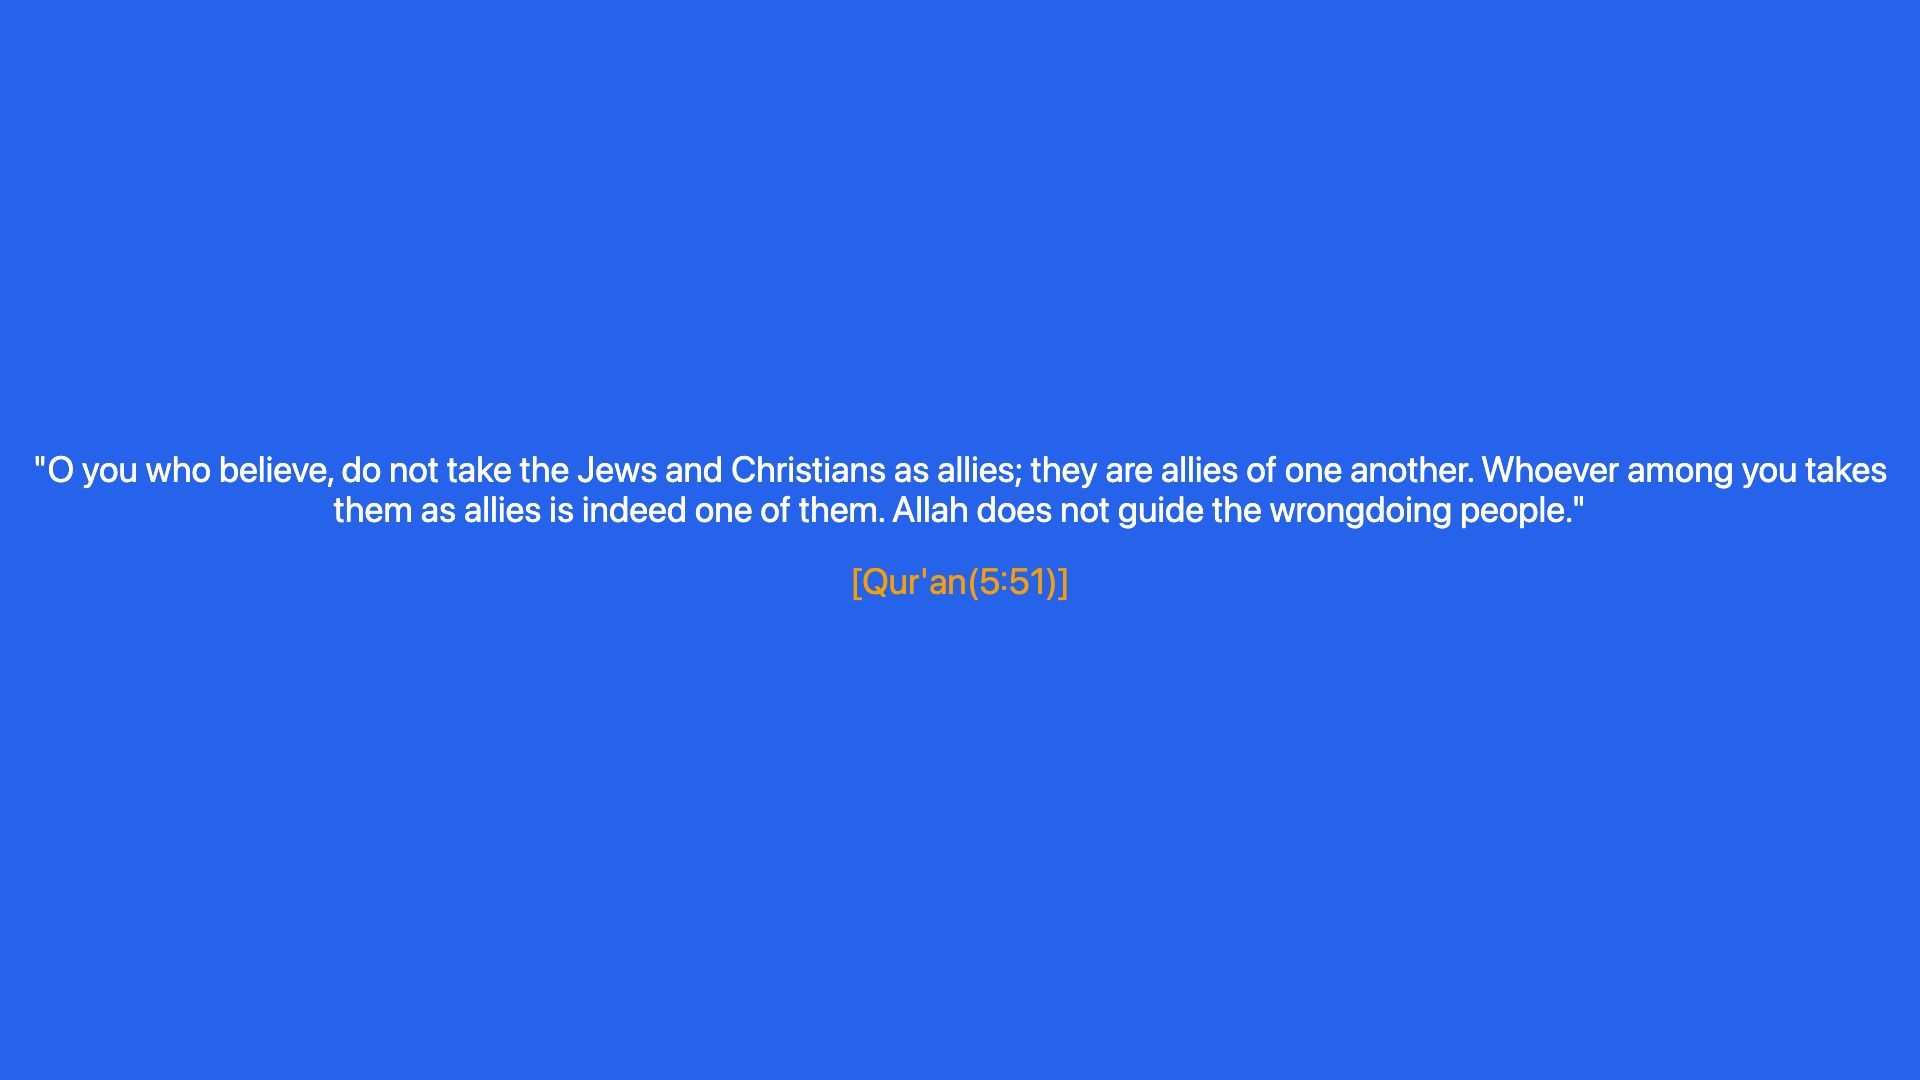 "O you who believe, do not take the Jews and Christians as allies; they are allies of one another. Whoever among you takes
them as allies is indeed one of them. Allah does not guide the wrongdoing people."
[Qur'an(5:51)]